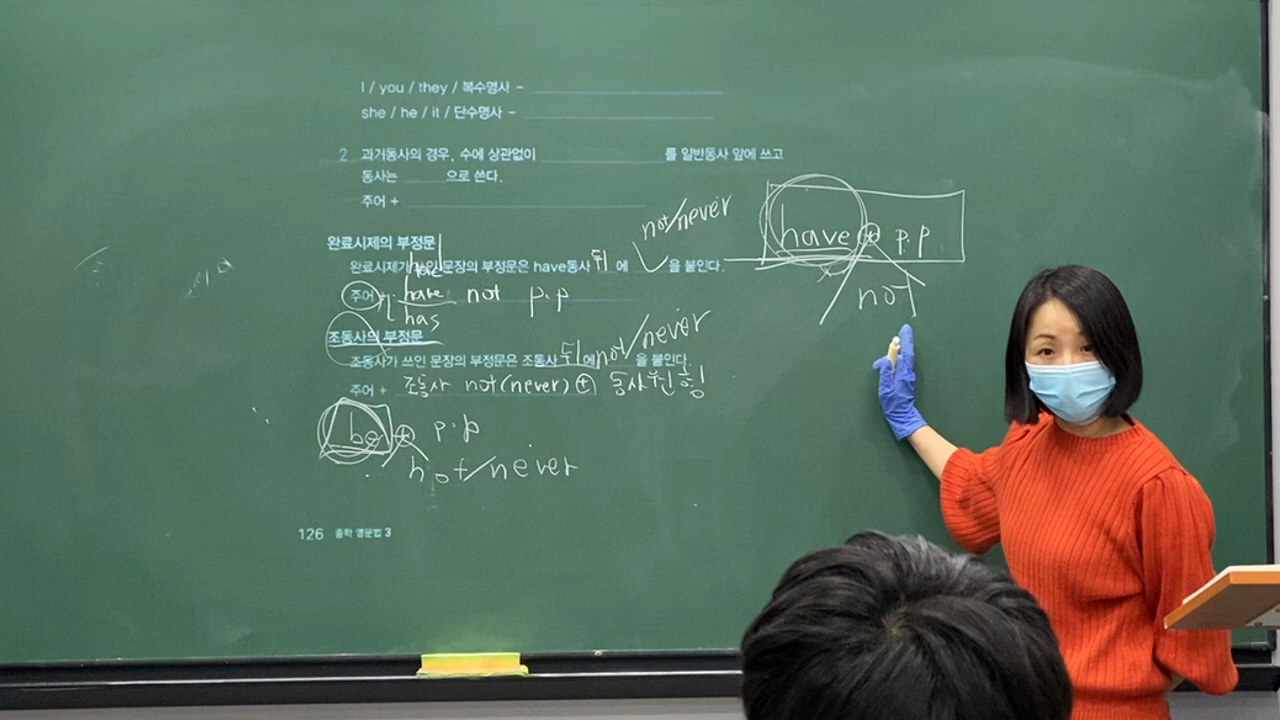 I / you / they / 복수명사 -
she / he / it / 단수명사 -
2 과거동사의 경우, 수에 상관없이 를 일반동사 앞에 쓰고
동사는 으로 쓴다.
주어 +
not/never
완료시제의 부정문
완료시제가 쓰인 문장의 부정문은 have동사 뒤 에 을 붙인다.
had
주어 + have not p.p
has
조동사의 부정문
not/never
조동사가 쓰인 문장의 부정문은 조동사 뒤 에 을 붙인다.
주어 + 조동사 not(never) + 동사원형
be + p.p
not/never
126 중학 영문법 3
have + p.p
not